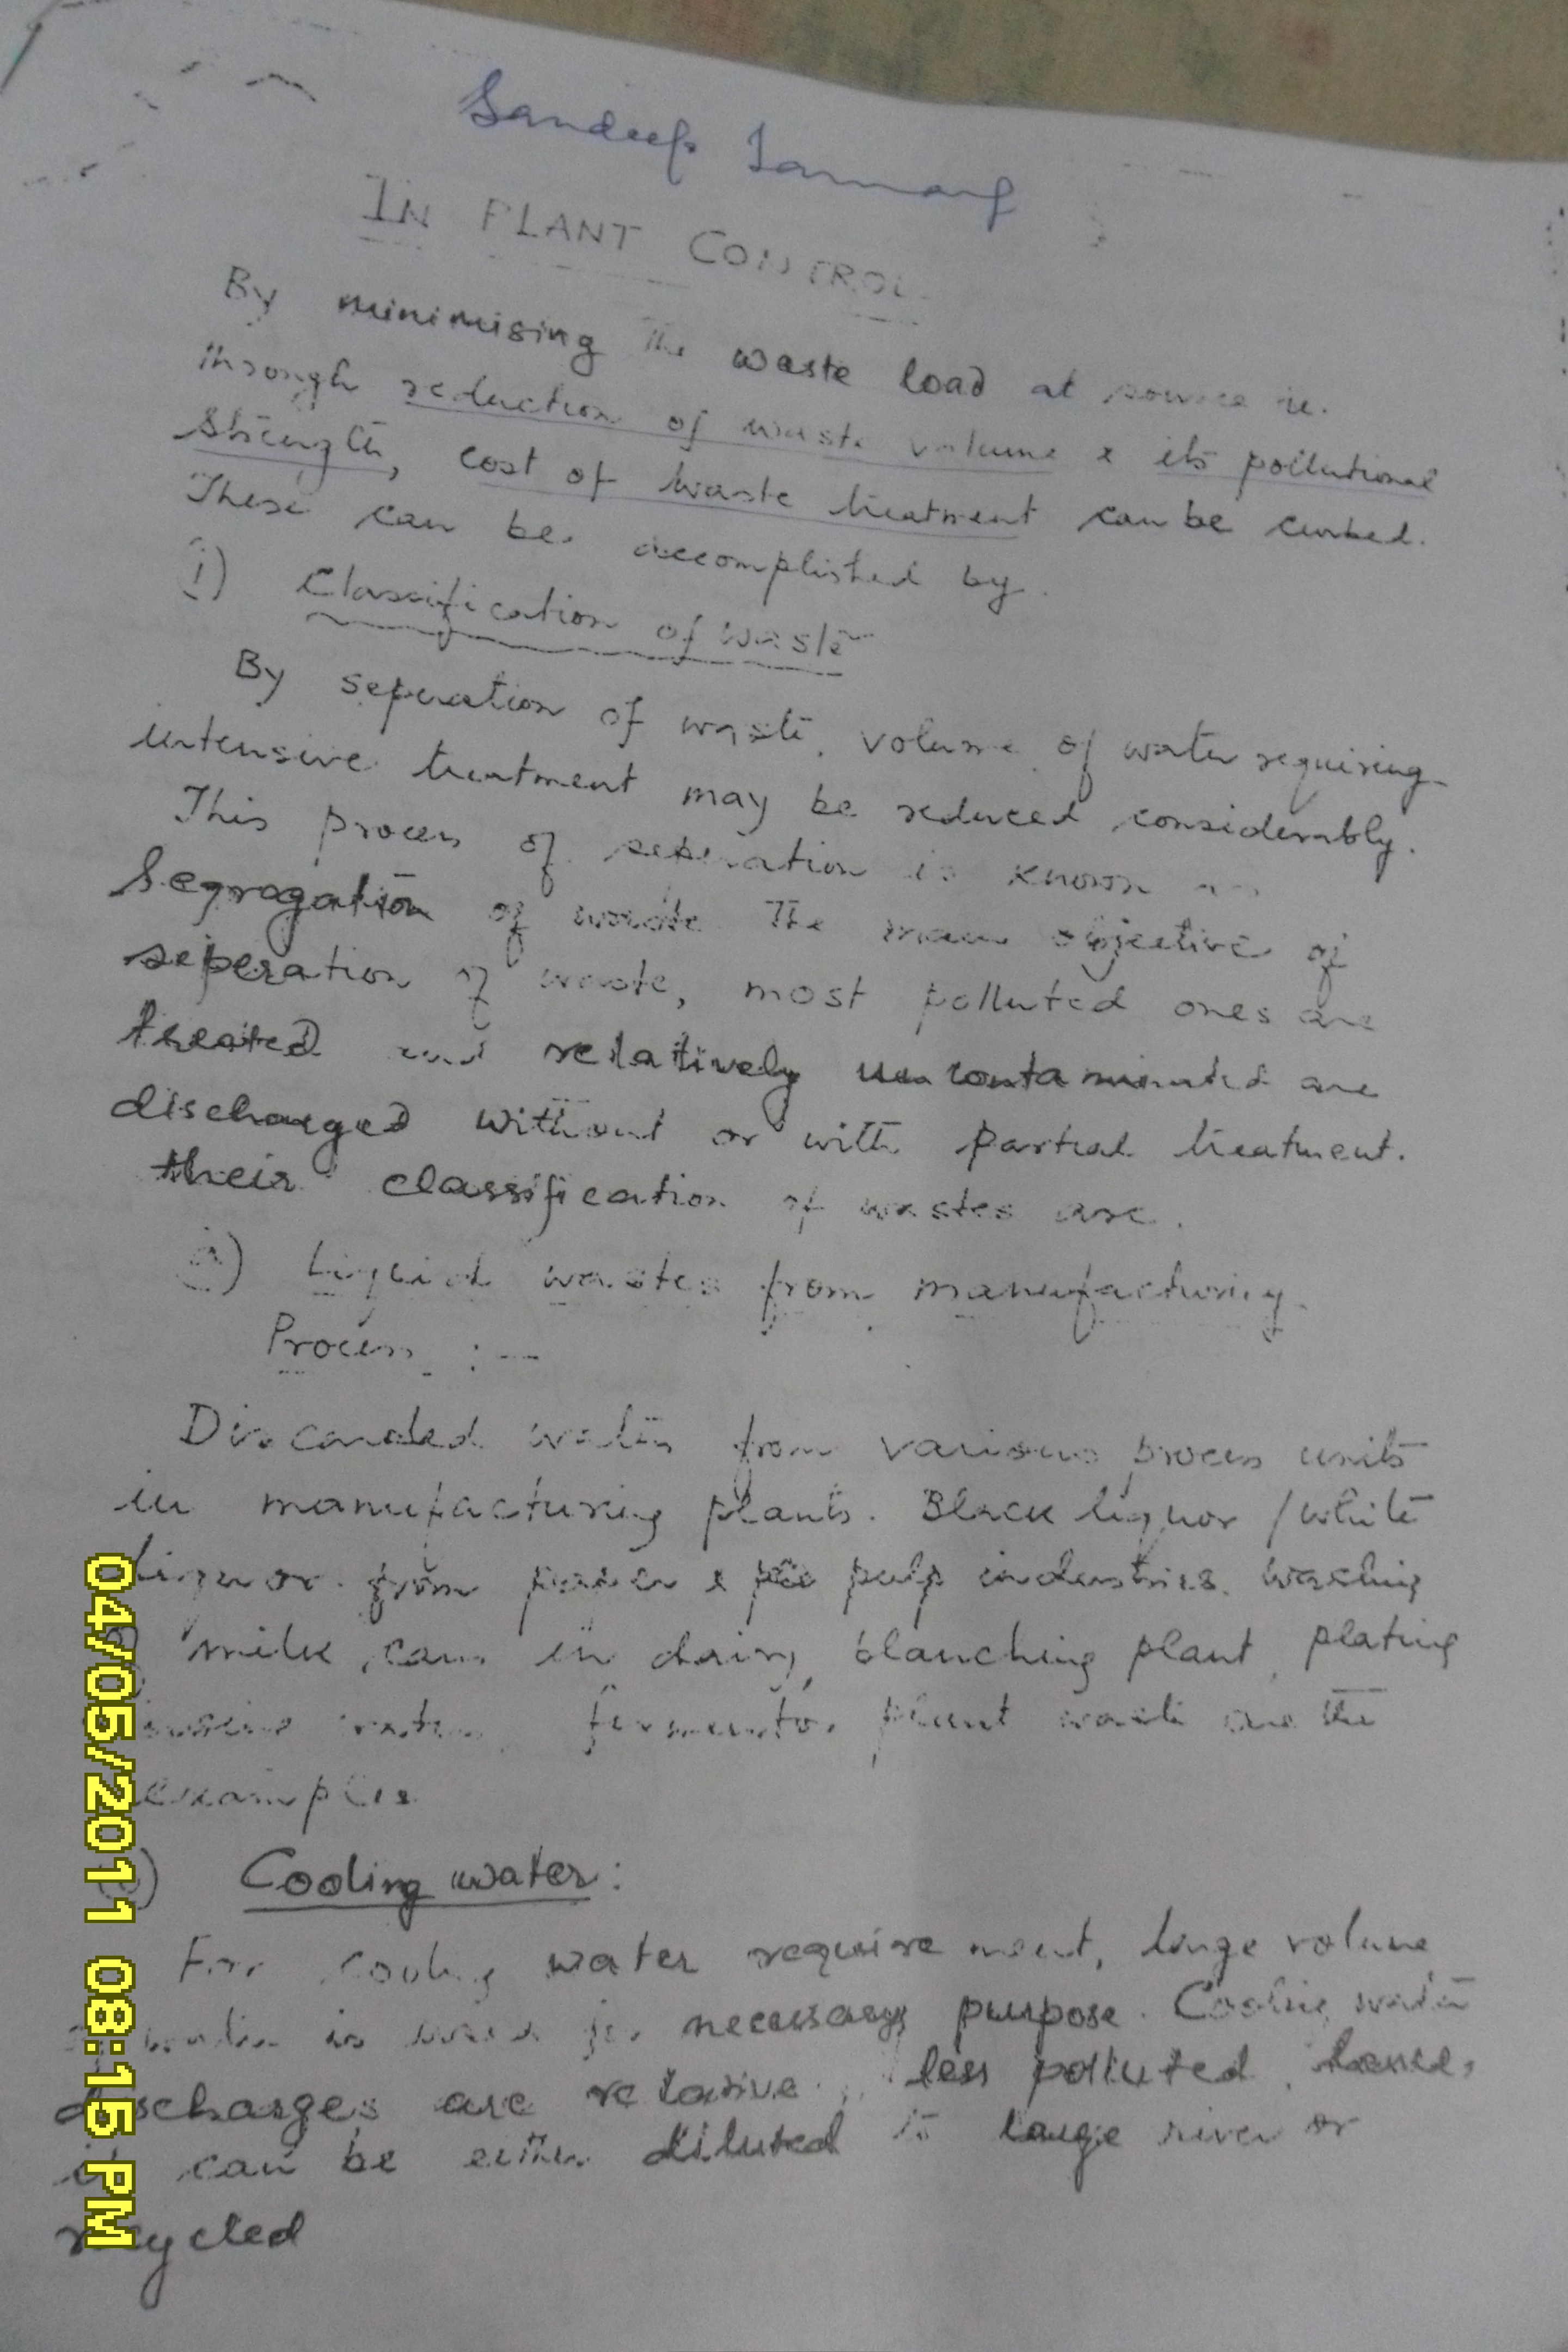 Sandeep
IN PLANT CONTROL
By minimising the waste load at source ie.
through reduction of waste volume & its pollutional
strength, cost of waste treatment can be curbed.
These can be accomplished by.
i) Classification of waste
By seperation of waste, volume of water requiring
intensive treatment may be reduced considerably.
This process of seperation is known as
Segragation of waste. The main objective of
seperation of waste, most polluted ones are
treated and relatively uncontaminated are
discharged without or with partial treatment.
their classification of wastes are.
a) Liquid wastes from manufacturing
Process :-
Discarded water from various process units
in manufacturing plants. Black liquor / white
liquor from paper & pulp industries. washing
milk cans in dairy, blanching plant, plating
fermentor plant waste are the
examples
Cooling water:
For cooling water requirement, large volume
water is used for necessary purpose. Cooling water
discharges are relative less polluted, hence,
it can be either diluted to large river or
recycled
04/05/2011 08:15 PM